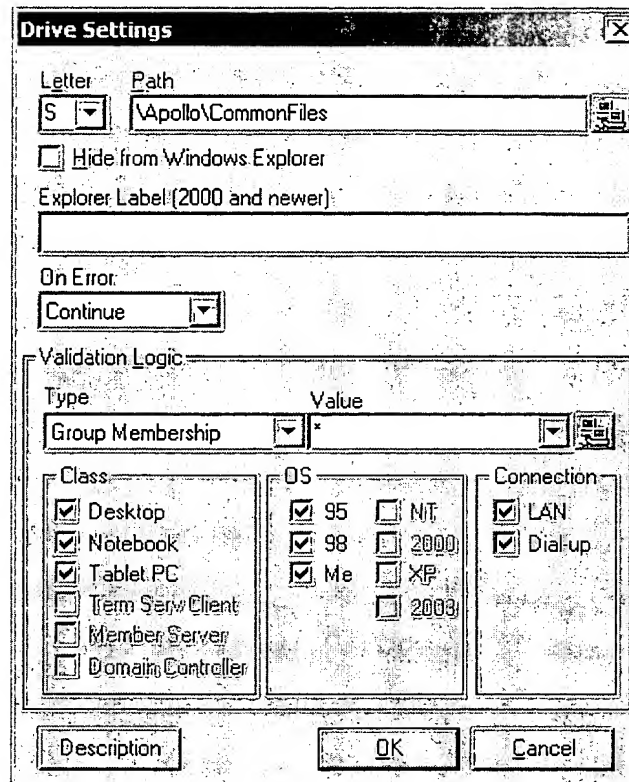 Drive Settings
Letter Path
S \Apollo\CommonFiles
Hide from Windows Explorer
Explorer Label (2000 and newer)
On Error
Continue
Validation Logic
Type Value
Group Membership *
Class OS Connection
Desktop 95 NT LAN
Notebook 98 2000 Dial-up
Tablet PC Me XP
Term Serv Client 2003
Member Server
Domain Controller
Description OK Cancel